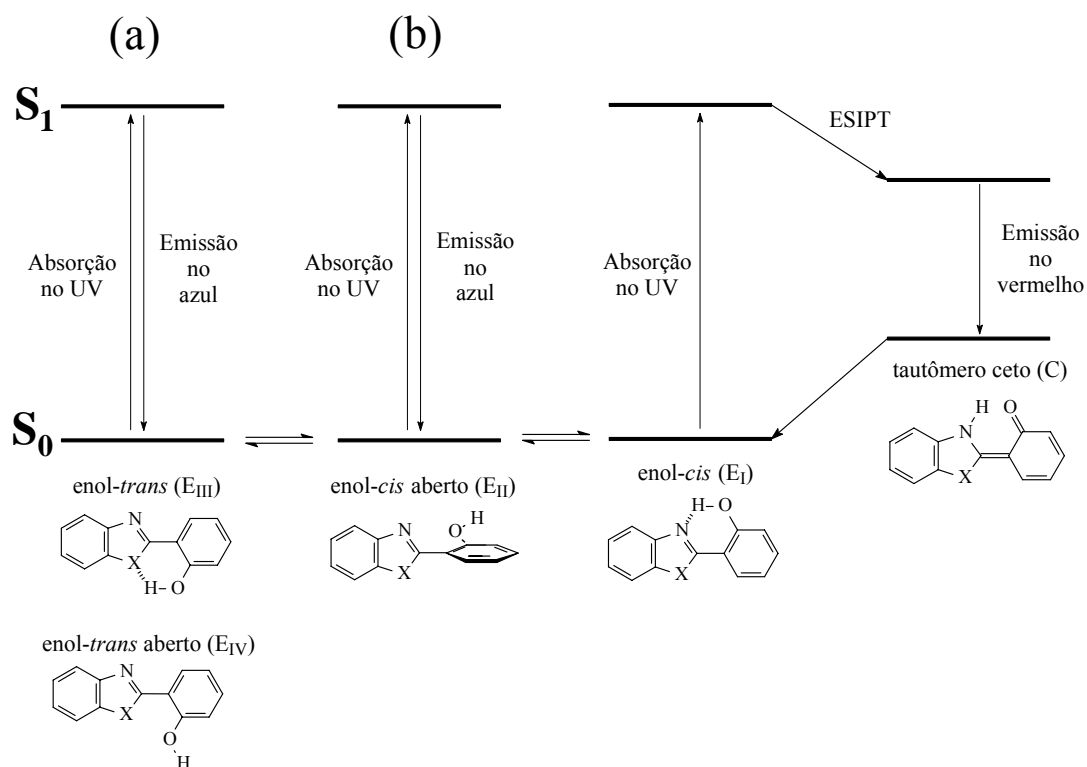 (a)
(b)
S1
ESIPT
Absorção
no UV
Emissão
no
azul
Absorção
no UV
Emissão
no
azul
Absorção
no UV
Emissão
no
vermelho
tautômero ceto (C)
S0
enol-trans (EIII)
enol-cis aberto (EII)
enol-cis (EI)
N
X
H
O
N
X
O
H
N
X
H
O
N
H
O
X
enol-trans aberto (EIV)
N
X
O
H